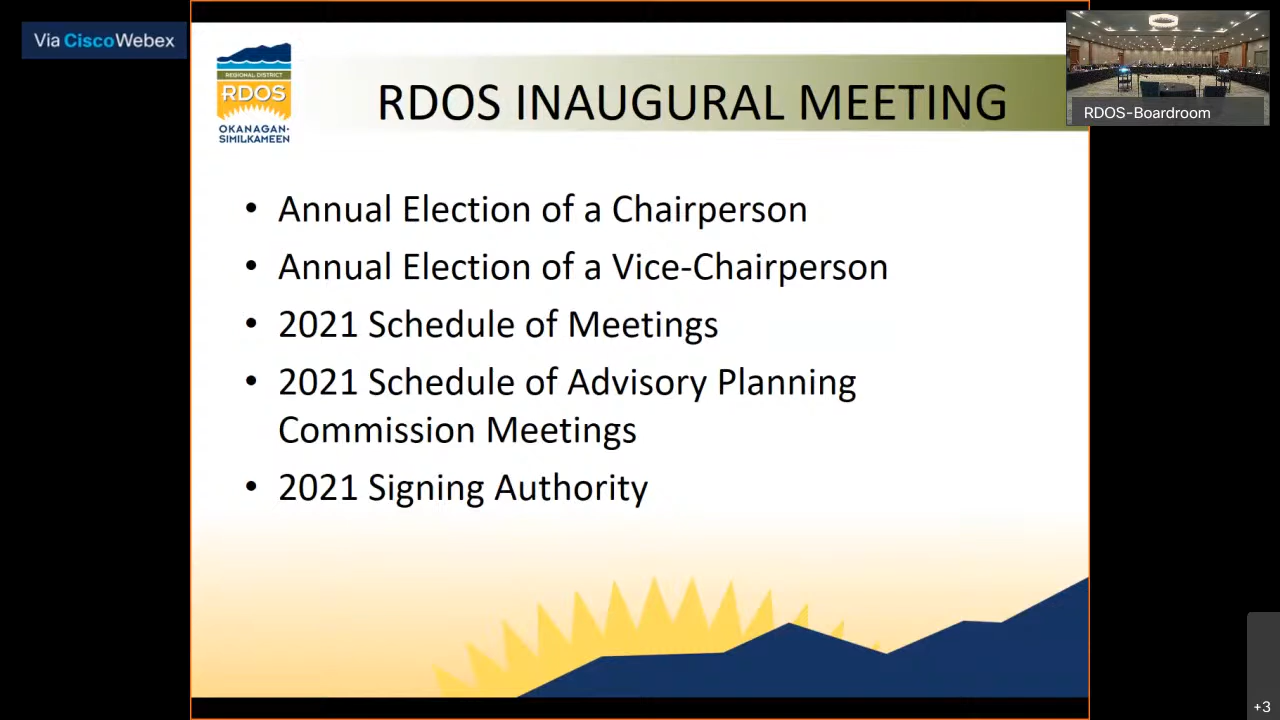 Via CiscoWebex
REGIONAL DISTRICT
RDOS
OKANAGAN-
SIMILKAMEEN
RDOS INAUGURAL MEETING
RDOS-Boardroom
• Annual Election of a Chairperson
• Annual Election of a Vice-Chairperson
• 2021 Schedule of Meetings
• 2021 Schedule of Advisory Planning
Commission Meetings
• 2021 Signing Authority
+3